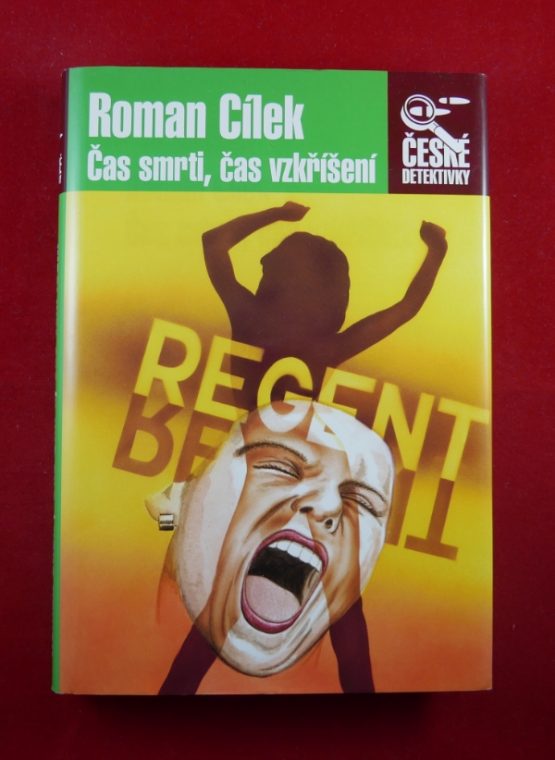 Roman Cílek
Čas smrti, čas vzkříšení
ČESKÉ
DETEKTIVKY
REGENT